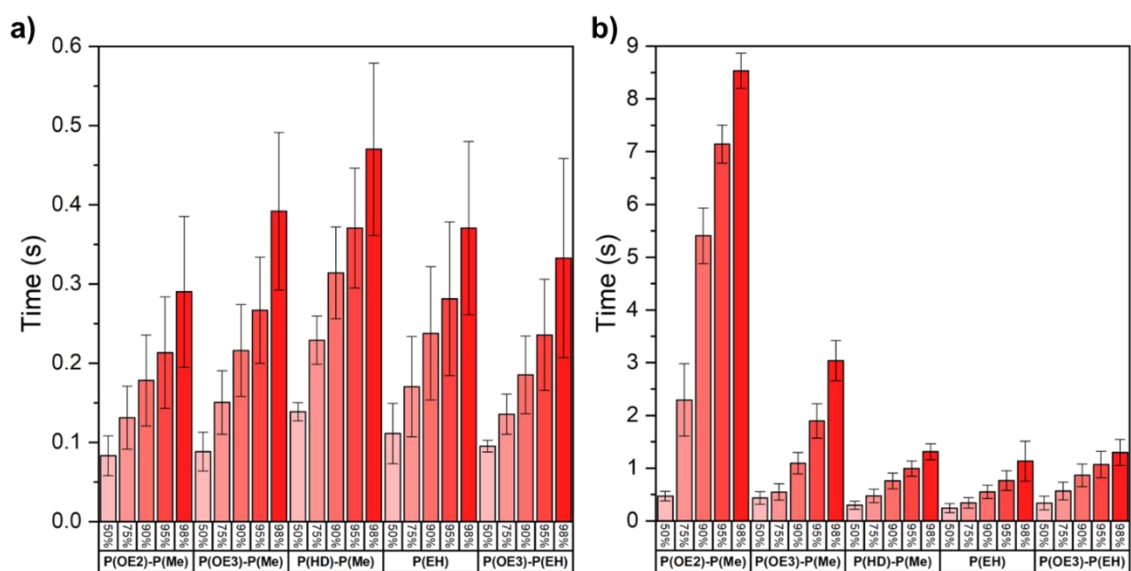 a)
0.6
0.5
0.4
0.3
0.2
0.1
0.0
Time (s)
50% 75% 90% 95% 98% 50% 75% 90% 95% 98% 50% 75% 90% 95% 98% 50% 75% 90% 95% 98% 50% 75% 90% 95% 98%
P(OE2)-P(Me) P(OE3)-P(Me) P(HD)-P(Me) P(EH) P(OE3)-P(EH)
b)
9
8
7
6
5
4
3
2
1
0
Time (s)
50% 75% 90% 95% 98% 50% 75% 90% 95% 98% 50% 75% 90% 95% 98% 50% 75% 90% 95% 98% 50% 75% 90% 95% 98%
P(OE2)-P(Me) P(OE3)-P(Me) P(HD)-P(Me) P(EH) P(OE3)-P(EH)